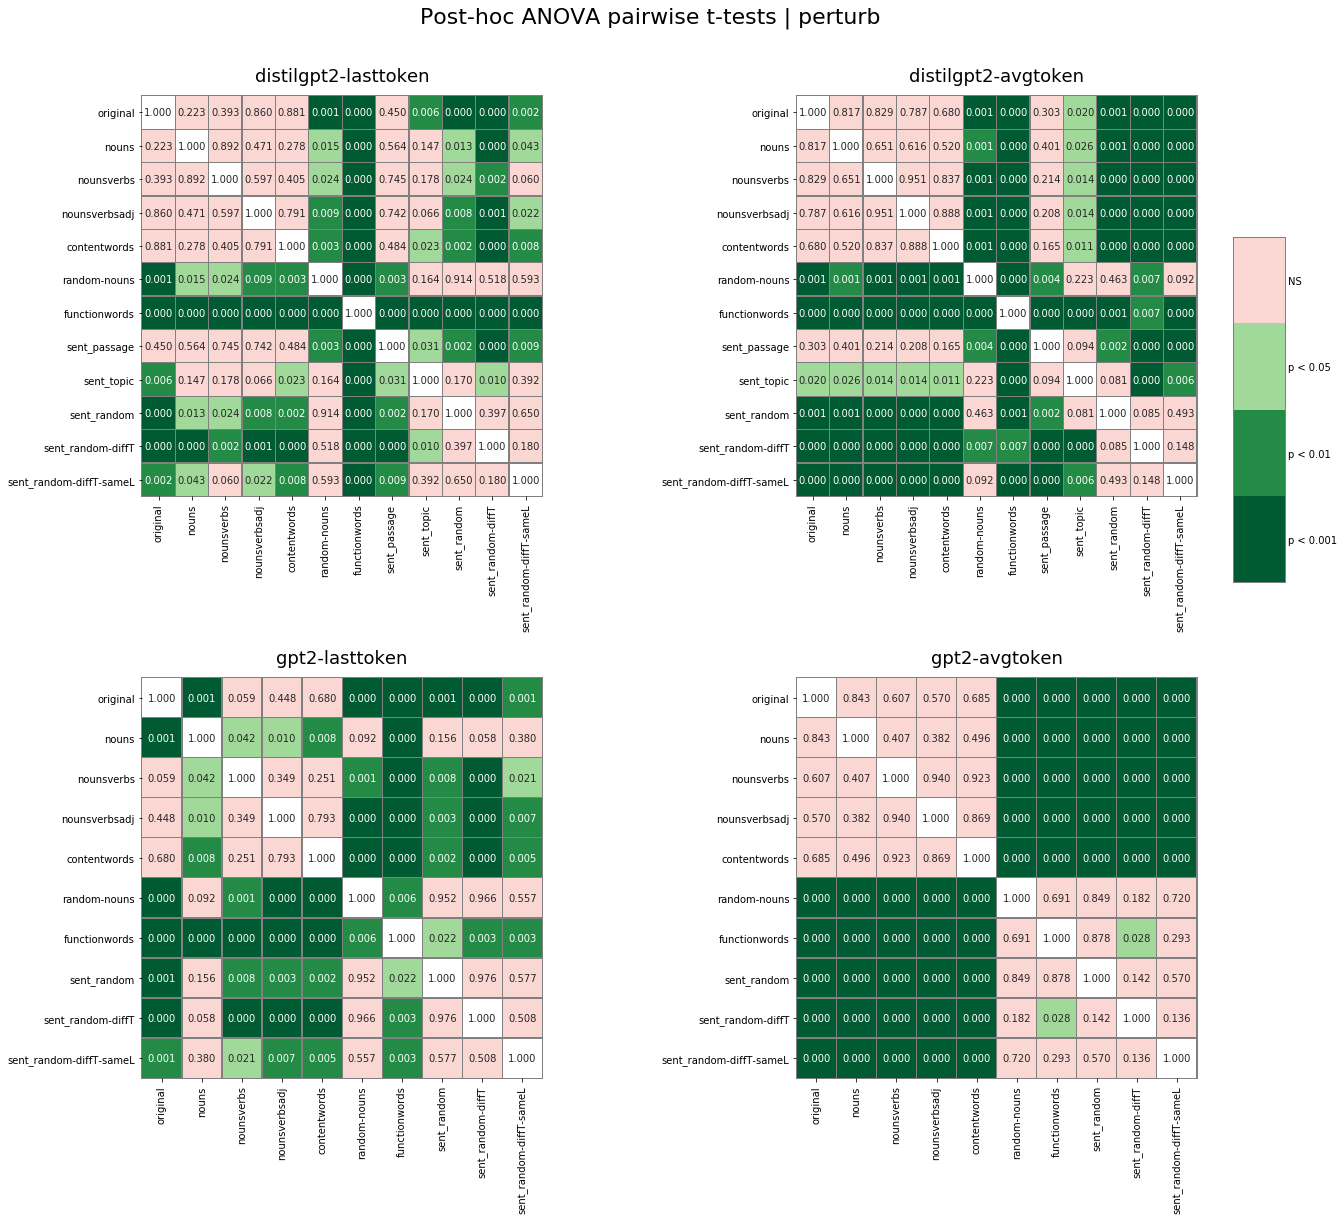 Post-hoc ANOVA pairwise t-tests | perturb
distilgpt2-lasttoken
original 1.000 0.223 0.393 0.860 0.881 0.001 0.000 0.450 0.006 0.000 0.000 0.002
nouns 0.223 1.000 0.892 0.471 0.278 0.015 0.000 0.564 0.147 0.013 0.000 0.043
nounsverbs 0.393 0.892 1.000 0.597 0.405 0.024 0.000 0.745 0.178 0.024 0.002 0.060
nounsverbsadj 0.860 0.471 0.597 1.000 0.791 0.009 0.000 0.742 0.066 0.008 0.001 0.022
contentwords 0.881 0.278 0.405 0.791 1.000 0.003 0.000 0.484 0.023 0.002 0.000 0.008
random-nouns 0.001 0.015 0.024 0.009 0.003 1.000 0.000 0.003 0.164 0.914 0.518 0.593
functionwords 0.000 0.000 0.000 0.000 0.000 0.000 1.000 0.000 0.000 0.000 0.000 0.000
sent_passage 0.450 0.564 0.745 0.742 0.484 0.003 0.000 1.000 0.031 0.002 0.000 0.009
sent_topic 0.006 0.147 0.178 0.066 0.023 0.164 0.000 0.031 1.000 0.170 0.010 0.392
sent_random 0.000 0.013 0.024 0.008 0.002 0.914 0.000 0.002 0.170 1.000 0.397 0.650
sent_random-diffT 0.000 0.000 0.002 0.001 0.000 0.518 0.000 0.000 0.010 0.397 1.000 0.180
sent_random-diffT-sameL 0.002 0.043 0.060 0.022 0.008 0.593 0.000 0.009 0.392 0.650 0.180 1.000
original nouns nounsverbs nounsverbsadj contentwords random-nouns functionwords sent_passage sent_topic sent_random sent_random-diffT sent_random-diffT-sameL
distilgpt2-avgtoken
original 1.000 0.817 0.829 0.787 0.680 0.001 0.000 0.303 0.020 0.001 0.000 0.000
nouns 0.817 1.000 0.651 0.616 0.520 0.001 0.000 0.401 0.026 0.001 0.000 0.000
nounsverbs 0.829 0.651 1.000 0.951 0.837 0.001 0.000 0.214 0.014 0.000 0.000 0.000
nounsverbsadj 0.787 0.616 0.951 1.000 0.888 0.001 0.000 0.208 0.014 0.000 0.000 0.000
contentwords 0.680 0.520 0.837 0.888 1.000 0.001 0.000 0.165 0.011 0.000 0.000 0.000
random-nouns 0.001 0.001 0.001 0.001 0.001 1.000 0.000 0.004 0.223 0.463 0.007 0.092
functionwords 0.000 0.000 0.000 0.000 0.000 0.000 1.000 0.000 0.000 0.001 0.007 0.000
sent_passage 0.303 0.401 0.214 0.208 0.165 0.004 0.000 1.000 0.094 0.002 0.000 0.000
sent_topic 0.020 0.026 0.014 0.014 0.011 0.223 0.000 0.094 1.000 0.081 0.000 0.006
sent_random 0.001 0.001 0.000 0.000 0.000 0.463 0.001 0.002 0.081 1.000 0.085 0.493
sent_random-diffT 0.000 0.000 0.000 0.000 0.000 0.007 0.007 0.000 0.000 0.085 1.000 0.148
sent_random-diffT-sameL 0.000 0.000 0.000 0.000 0.000 0.092 0.000 0.000 0.006 0.493 0.148 1.000
original nouns nounsverbs nounsverbsadj contentwords random-nouns functionwords sent_passage sent_topic sent_random sent_random-diffT sent_random-diffT-sameL
NS
p < 0.05
p < 0.01
p < 0.001
gpt2-lasttoken
original 1.000 0.001 0.059 0.448 0.680 0.000 0.000 0.001 0.000 0.001
nouns 0.001 1.000 0.042 0.010 0.008 0.092 0.000 0.156 0.058 0.380
nounsverbs 0.059 0.042 1.000 0.349 0.251 0.001 0.000 0.008 0.000 0.021
nounsverbsadj 0.448 0.010 0.349 1.000 0.793 0.000 0.000 0.003 0.000 0.007
contentwords 0.680 0.008 0.251 0.793 1.000 0.000 0.000 0.002 0.000 0.005
random-nouns 0.000 0.092 0.001 0.000 0.000 1.000 0.006 0.952 0.966 0.557
functionwords 0.000 0.000 0.000 0.000 0.000 0.006 1.000 0.022 0.003 0.003
sent_random 0.001 0.156 0.008 0.003 0.002 0.952 0.022 1.000 0.976 0.577
sent_random-diffT 0.000 0.058 0.000 0.000 0.000 0.966 0.003 0.976 1.000 0.508
sent_random-diffT-sameL 0.001 0.380 0.021 0.007 0.005 0.557 0.003 0.577 0.508 1.000
original nouns nounsverbs nounsverbsadj contentwords random-nouns functionwords sent_random sent_random-diffT sent_random-diffT-sameL
gpt2-avgtoken
original 1.000 0.843 0.607 0.570 0.685 0.000 0.000 0.000 0.000 0.000
nouns 0.843 1.000 0.407 0.382 0.496 0.000 0.000 0.000 0.000 0.000
nounsverbs 0.607 0.407 1.000 0.940 0.923 0.000 0.000 0.000 0.000 0.000
nounsverbsadj 0.570 0.382 0.940 1.000 0.869 0.000 0.000 0.000 0.000 0.000
contentwords 0.685 0.496 0.923 0.869 1.000 0.000 0.000 0.000 0.000 0.000
random-nouns 0.000 0.000 0.000 0.000 0.000 1.000 0.691 0.849 0.182 0.720
functionwords 0.000 0.000 0.000 0.000 0.000 0.691 1.000 0.878 0.028 0.293
sent_random 0.000 0.000 0.000 0.000 0.000 0.849 0.878 1.000 0.142 0.570
sent_random-diffT 0.000 0.000 0.000 0.000 0.000 0.182 0.028 0.142 1.000 0.136
sent_random-diffT-sameL 0.000 0.000 0.000 0.000 0.000 0.720 0.293 0.570 0.136 1.000
original nouns nounsverbs nounsverbsadj contentwords random-nouns functionwords sent_random sent_random-diffT sent_random-diffT-sameL